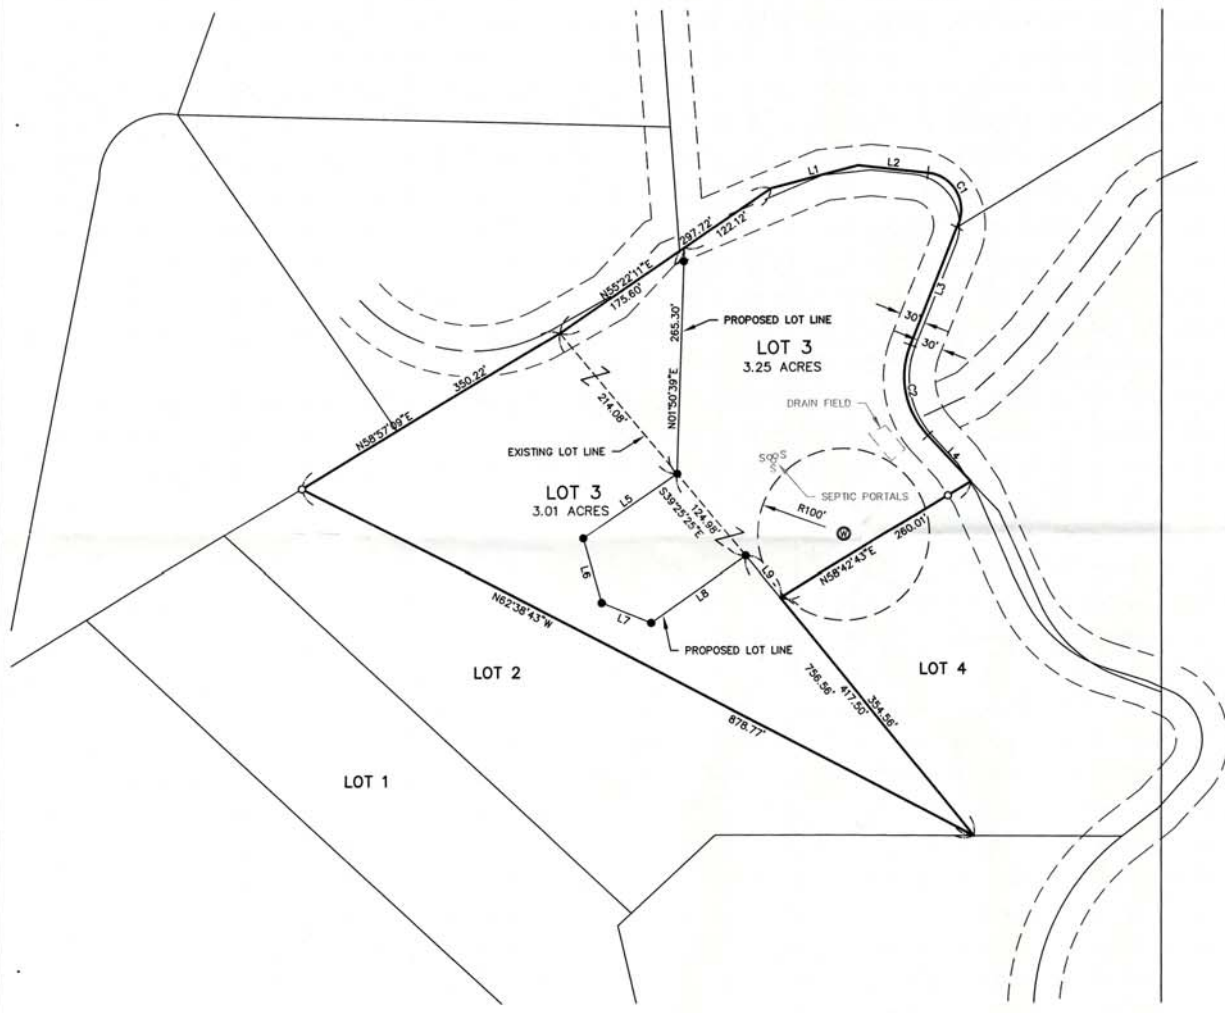 L1
L2
C1
297.72'
122.12'
N55°22'11"E
175.60'
L3
30'
30'
265.30'
N01°50'39"E
PROPOSED LOT LINE
LOT 3
3.25 ACRES
350.22'
N58°57'09"E
214.08'
C2
DRAIN FIELD
EXISTING LOT LINE
S S
S
SEPTIC PORTALS
L5
LOT 3
3.01 ACRES
124.98'
S39°25'25"E
R100'
W
260.01'
N58°42'43"E
L6
L9
L8
L7
N62°38'43"W
PROPOSED LOT LINE
LOT 2
LOT 4
756.56'
417.50'
354.56'
878.77'
LOT 1